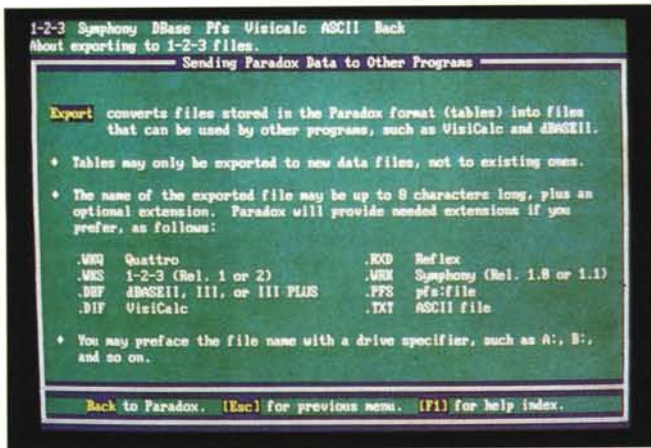 1-2-3 Symphony DBase Pfs Visicalc ASCII Back
About exporting to 1-2-3 files.
Sending Paradox Data to Other Programs
Export converts files stored in the Paradox format (tables) into files
that can be used by other programs, such as VisiCalc and dBASEII.
♦ Tables may only be exported to new data files, not to existing ones.
♦ The name of the exported file may be up to 8 characters long, plus an
optional extension. Paradox will provide needed extensions if you
prefer, as follows:
.WKQ Quattro .RXD Reflex
.WKS 1-2-3 (Rel. 1 or 2) .WRK Symphony (Rel. 1.0 or 1.1)
.DBF dBASEII, III, or III PLUS .PFS pfs:file
.DIF VisiCalc .TXT ASCII file
♦ You may preface the file name with a drive specifier, such as A:, B:,
and so on.
Back to Paradox. [Esc] for previous menu. [F1] for help index.